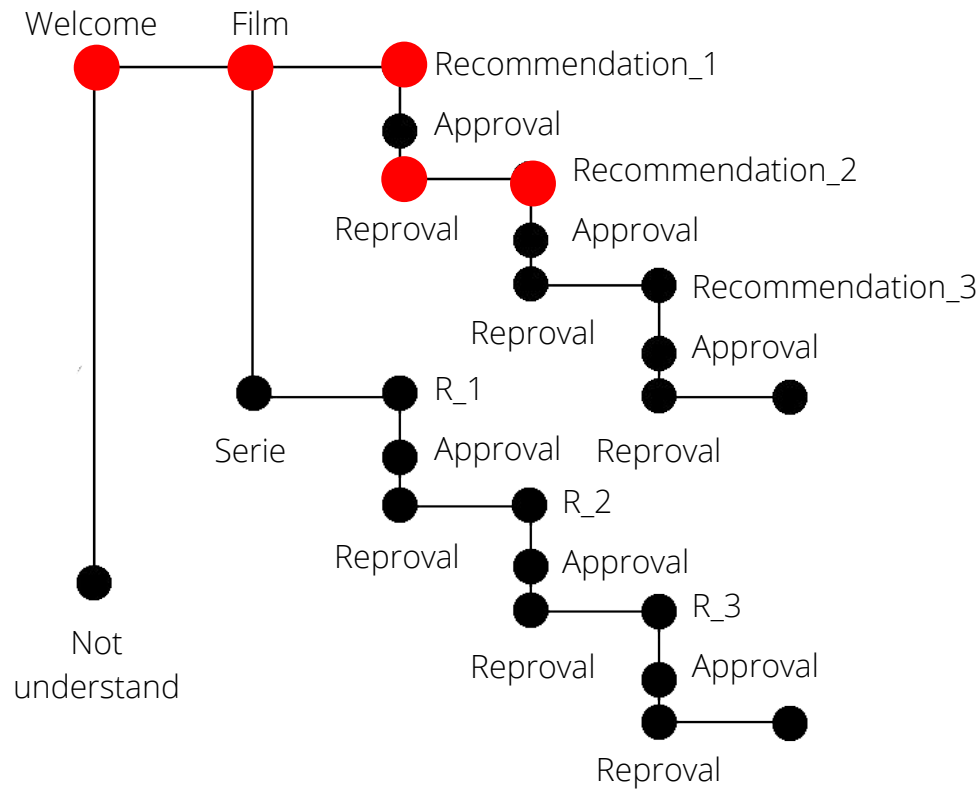 Welcome
Film
Recommendation_1
Approval
Recommendation_2
Reproval
Approval
Recommendation_3
Reproval
Approval
R_1
Serie
Approval
Reproval
R_2
Reproval
Approval
R_3
Not
understand
Reproval
Approval
Reproval